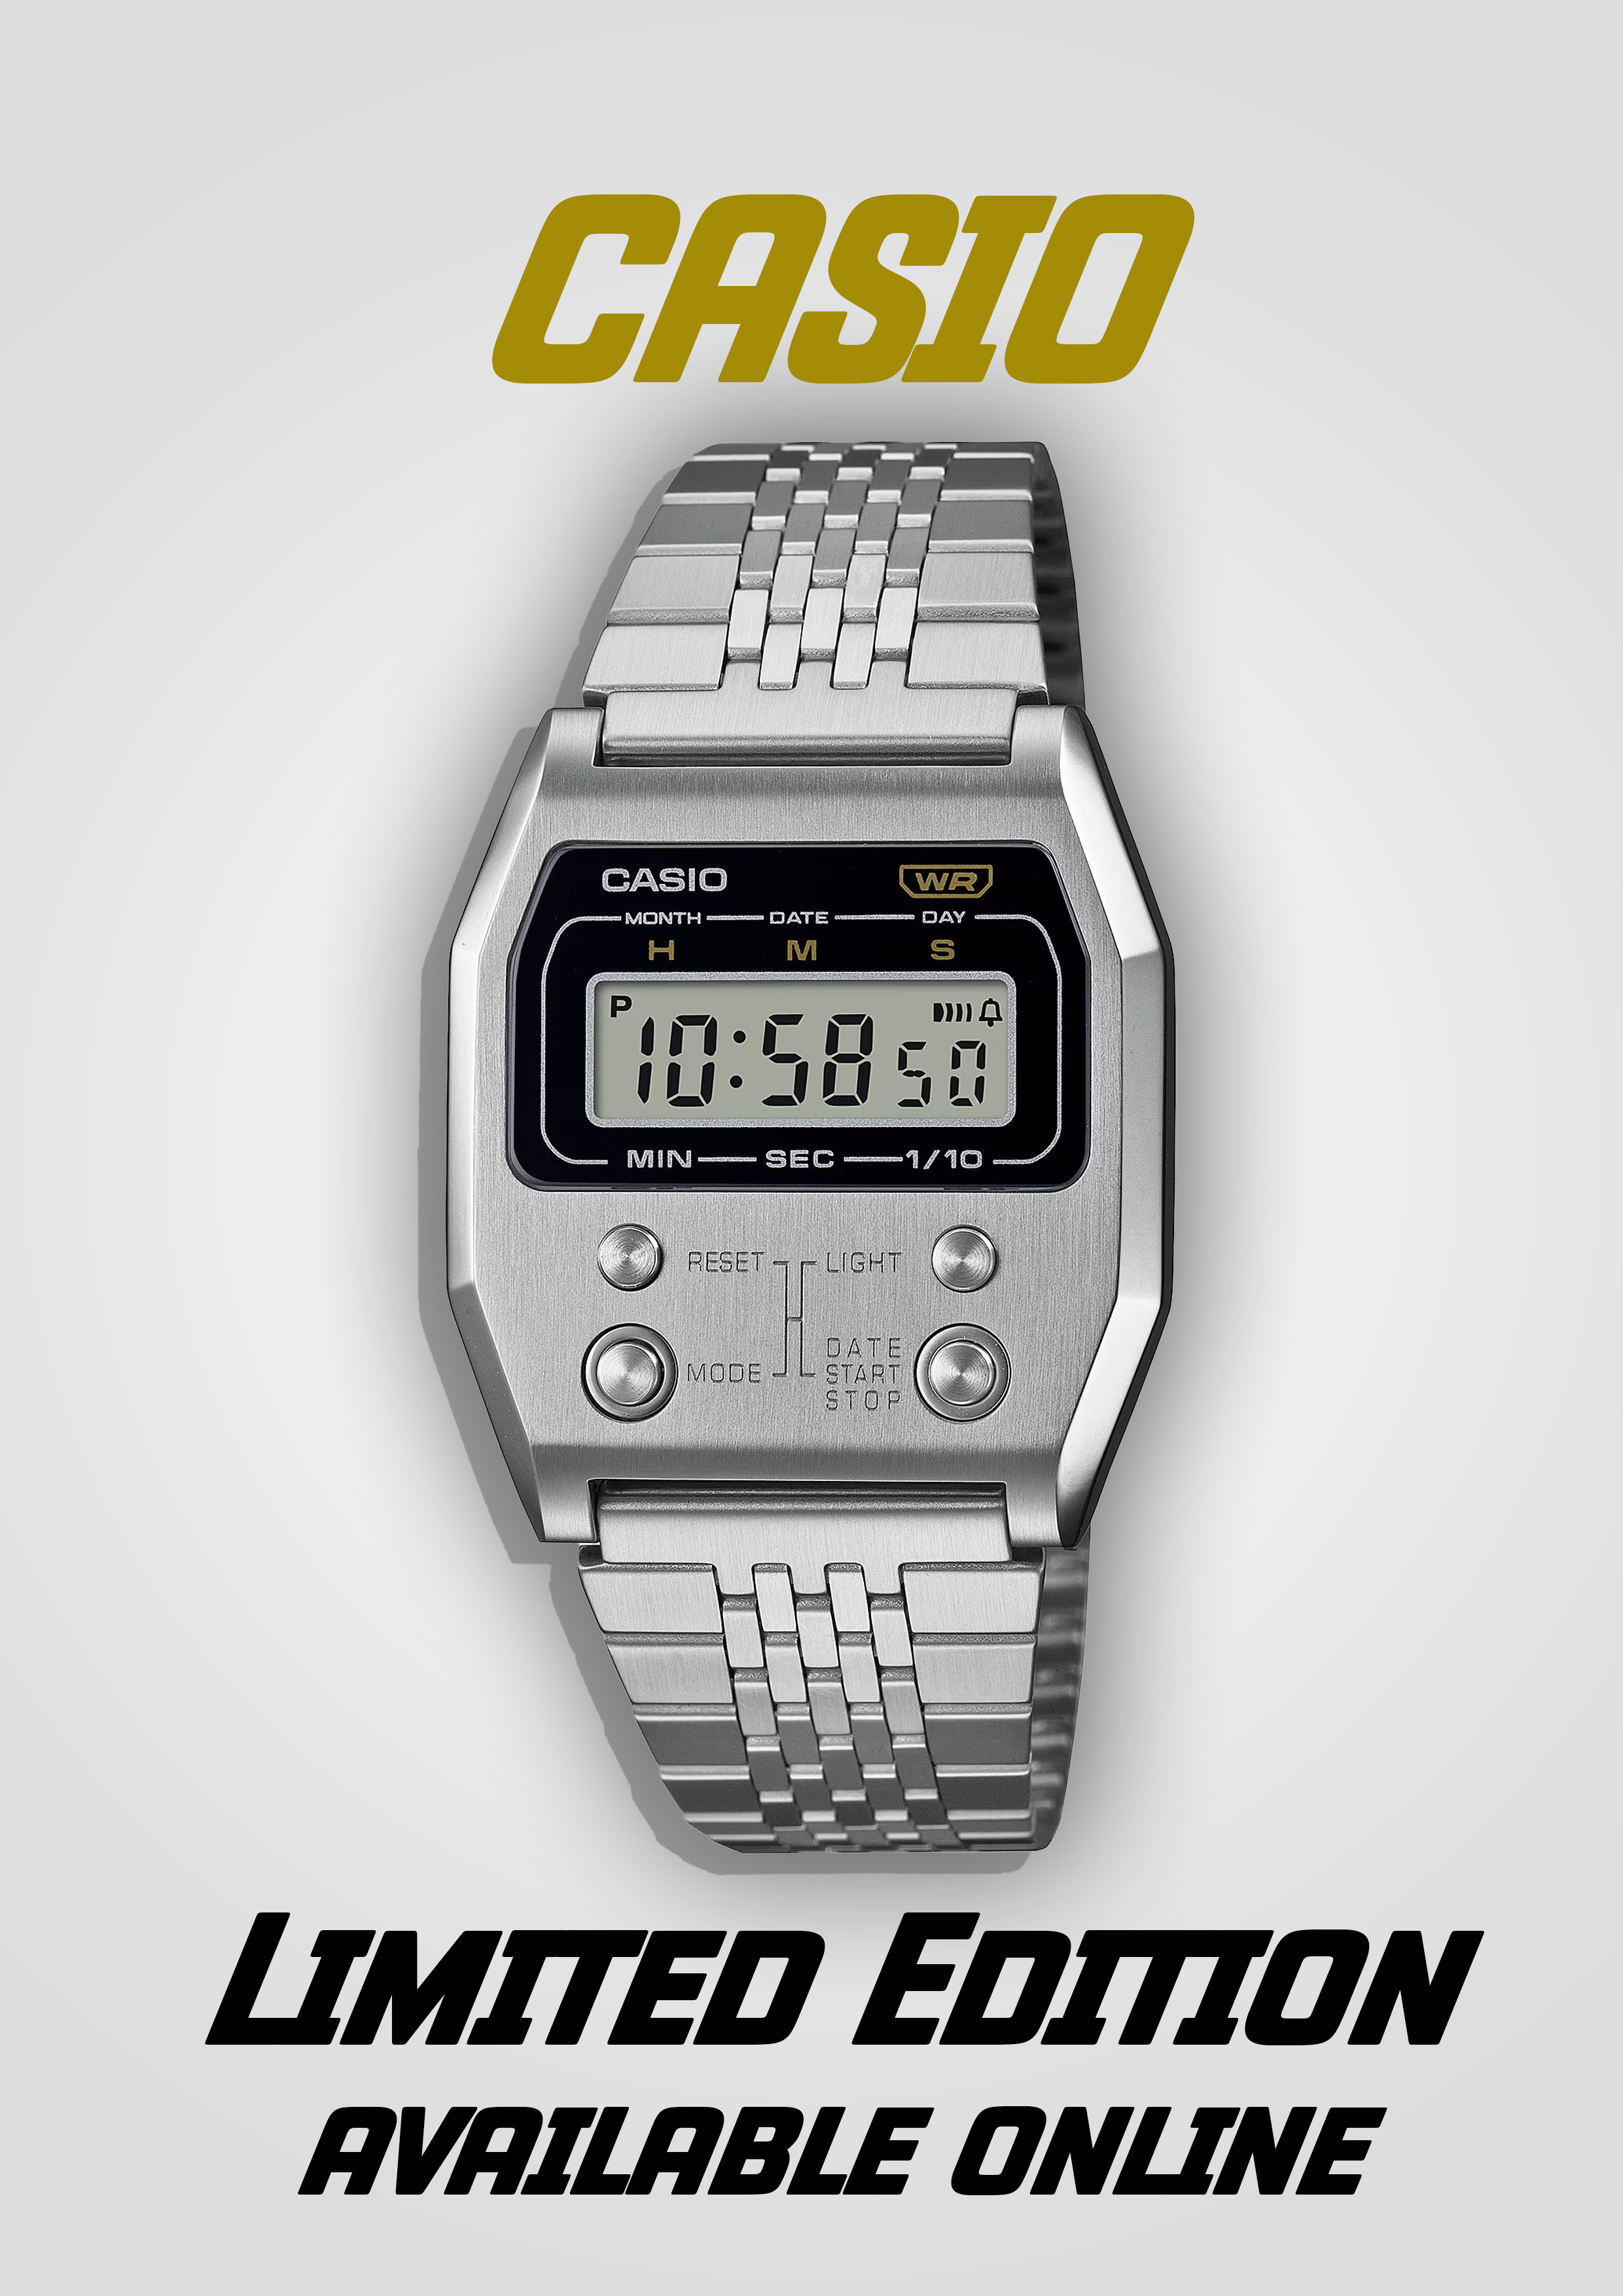 CASIO
CASIO WR
MONTH DATE DAY
H M S
P
10:58 50
MIN SEC 1/10
RESET LIGHT
DATE
MODE START
STOP
LIMITED EDITION
AVAILABLE ONLINE